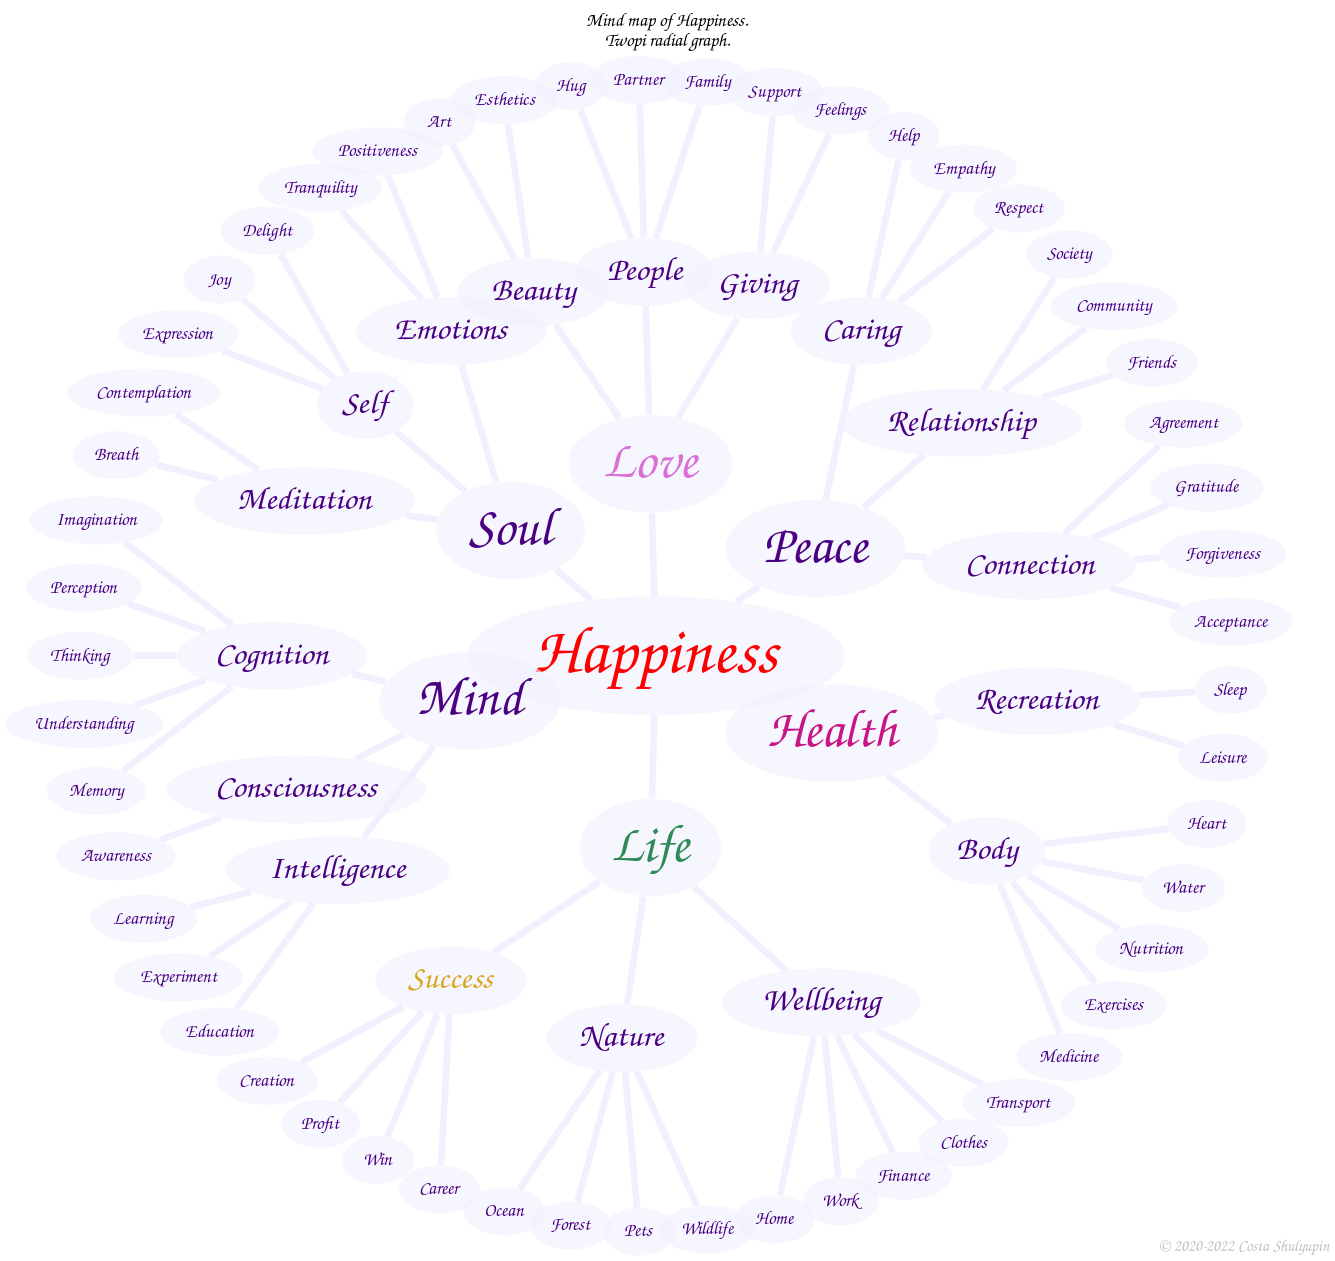 Mind map of Happiness.
Twopi radial graph.
Hug
Partner
Family
Support
Esthetics
Feelings
Art
Help
Positiveness
Empathy
Tranquility
Respect
Delight
Society
People
Joy
Giving
Beauty
Community
Expression
Emotions
Caring
Friends
Contemplation
Self
Relationship
Agreement
Breath
Love
Meditation
Gratitude
Imagination
Soul
Peace
Forgiveness
Connection
Perception
Acceptance
Thinking
Cognition
Happiness
Sleep
Mind
Recreation
Understanding
Health
Leisure
Memory
Consciousness
Heart
Life
Body
Awareness
Intelligence
Water
Learning
Nutrition
Experiment
Success
Wellbeing
Exercises
Education
Nature
Medicine
Creation
Transport
Profit
Clothes
Win
Finance
Career
Work
Ocean
Home
Forest
Pets
Wildlife
© 2020-2022 Costa Shulyupin